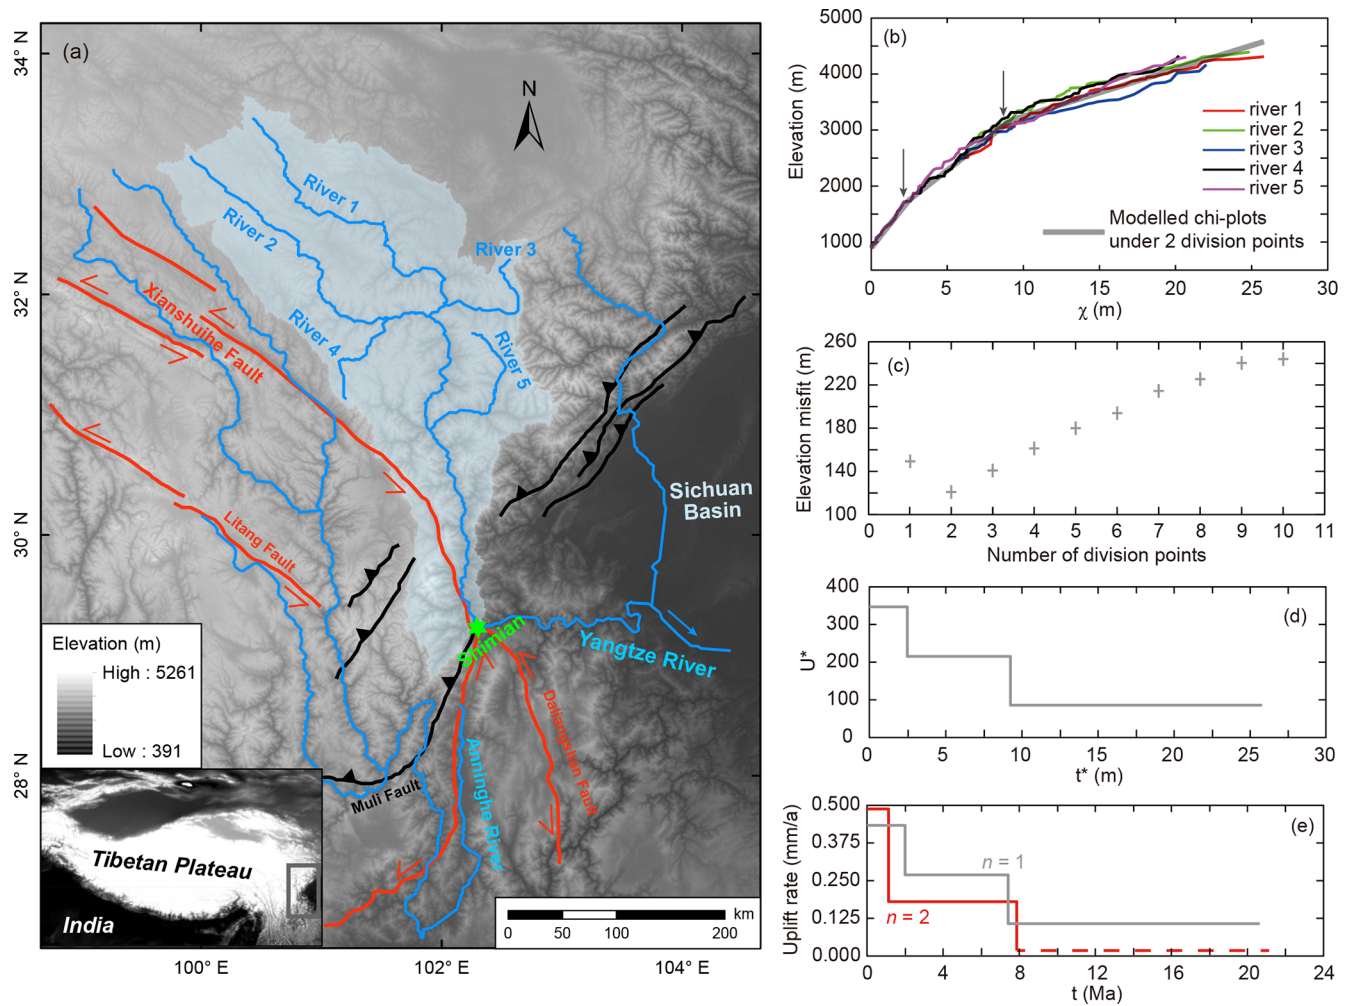 (a)
34° N
32° N
30° N
28° N
100° E
102° E
104° E
N
River 1
River 2
River 3
River 4
River 5
Xianshuihe Fault
Litang Fault
Sichuan
Basin
Shimian
Yangtze River
Daliangshan Fault
Anninghe River
Muli Fault
Elevation (m)
High : 5261
Low : 391
Tibetan Plateau
India
km
0 50 100 200
(b)
Elevation (m)
5000
4000
3000
2000
1000
river 1
river 2
river 3
river 4
river 5
Modelled chi-plots
under 2 division points
0 5 10 15 20 25 30
χ (m)
(c)
Elevation misfit (m)
260
220
180
140
100
0 1 2 3 4 5 6 7 8 9 10 11
Number of division points
(d)
U*
400
300
200
100
0
0 5 10 15 20 25 30
t* (m)
(e)
Uplift rate (mm/a)
0.500
0.375
0.250
0.125
0.000
n = 1
n = 2
0 4 8 12 16 20 24
t (Ma)